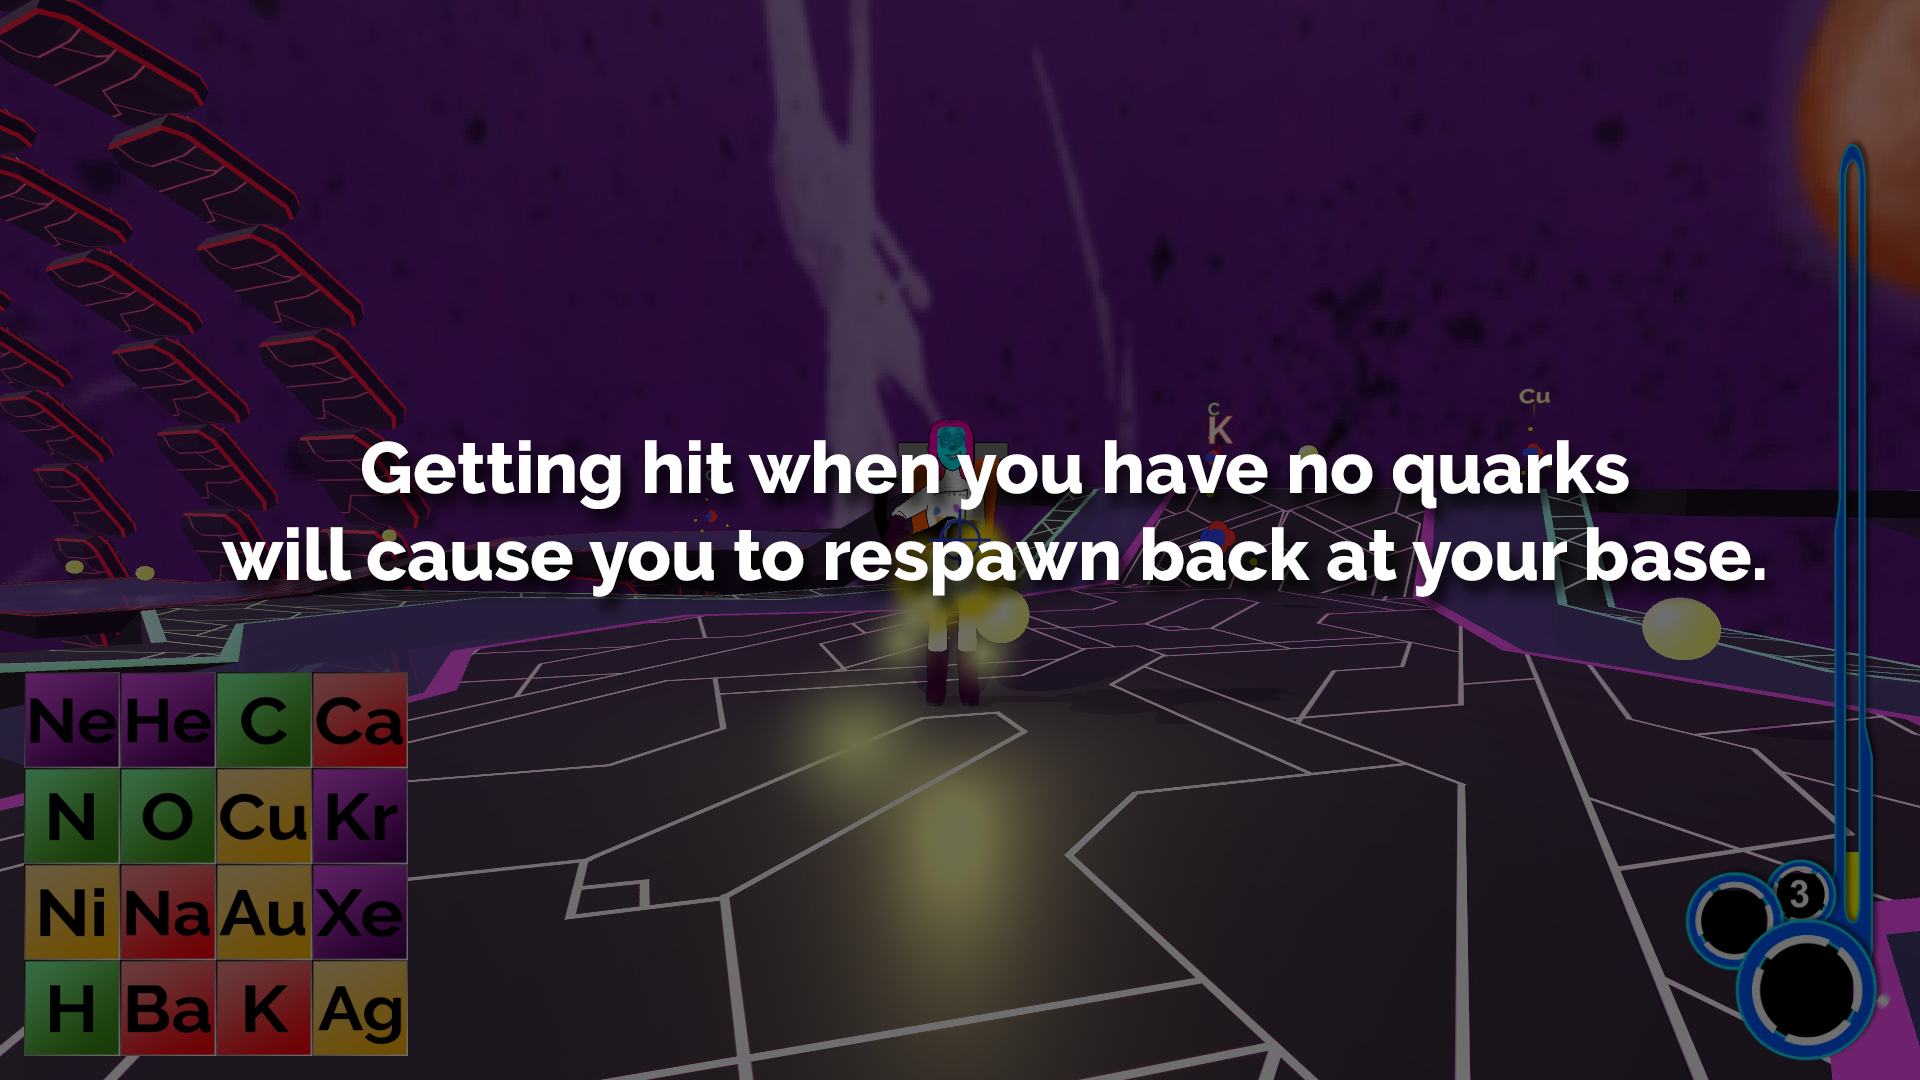 C
K
Cu
Getting hit when you have no quarks
will cause you to respawn back at your base.
Ne He C Ca
N O Cu Kr
Ni Na Au Xe
H Ba K Ag
3